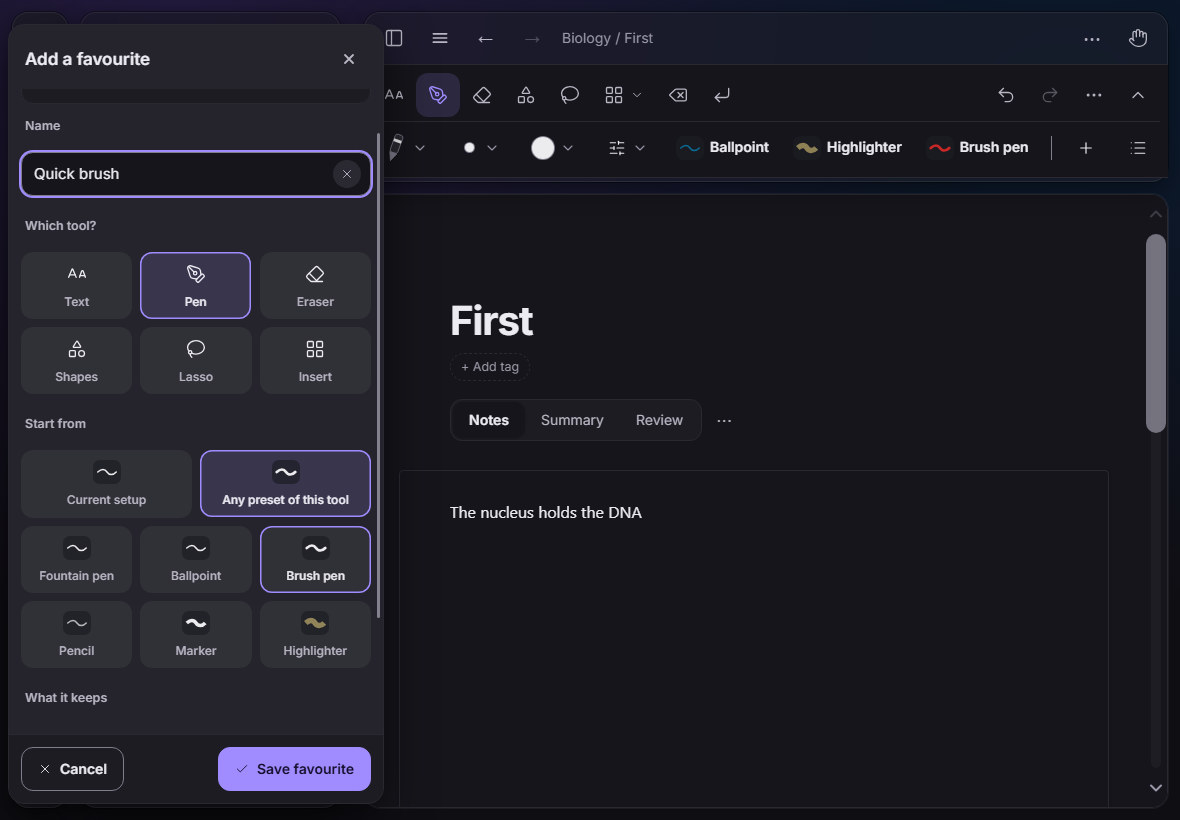 Add a favourite
Name
Quick brush
Which tool?
AA Text
Pen
Eraser
Shapes
Lasso
Insert
Start from
Current setup
Any preset of this tool
Fountain pen
Ballpoint
Brush pen
Pencil
Marker
Highlighter
What it keeps
Cancel
Save favourite
Biology / First
AA
Ballpoint
Highlighter
Brush pen
First
+ Add tag
Notes
Summary
Review
The nucleus holds the DNA